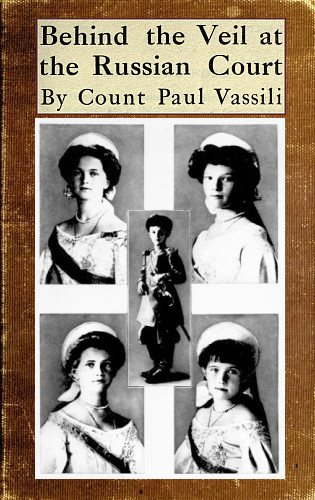 Behind the Veil at
the Russian Court
By Count Paul Vassili